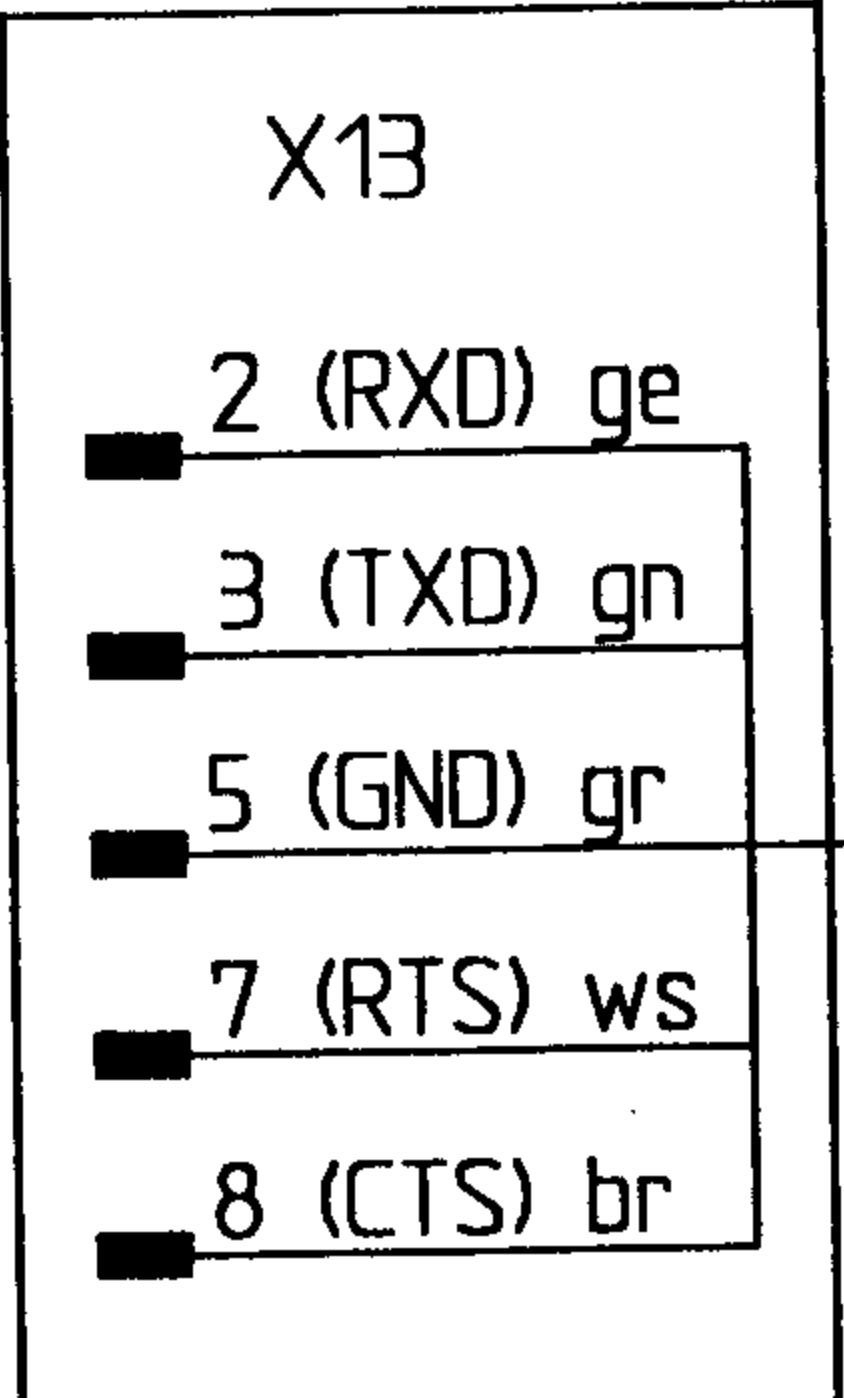 X13
2 (RXD) ge
3 (TXD) gn
5 (GND) gr
7 (RTS) ws
8 (CTS) br